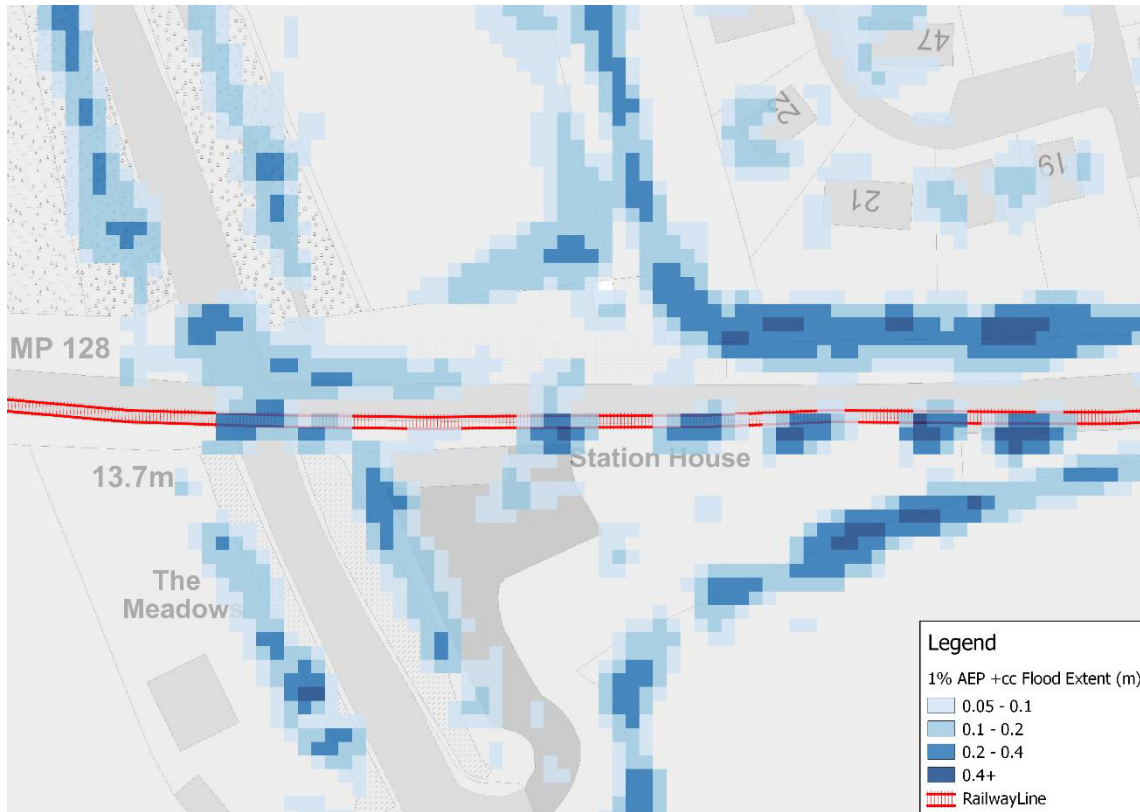 47
22
19
21
MP 128
13.7m
Station House
The
Meadows
Legend
1% AEP +cc Flood Extent (m)
0.05 - 0.1
0.1 - 0.2
0.2 - 0.4
0.4+
RailwayLine